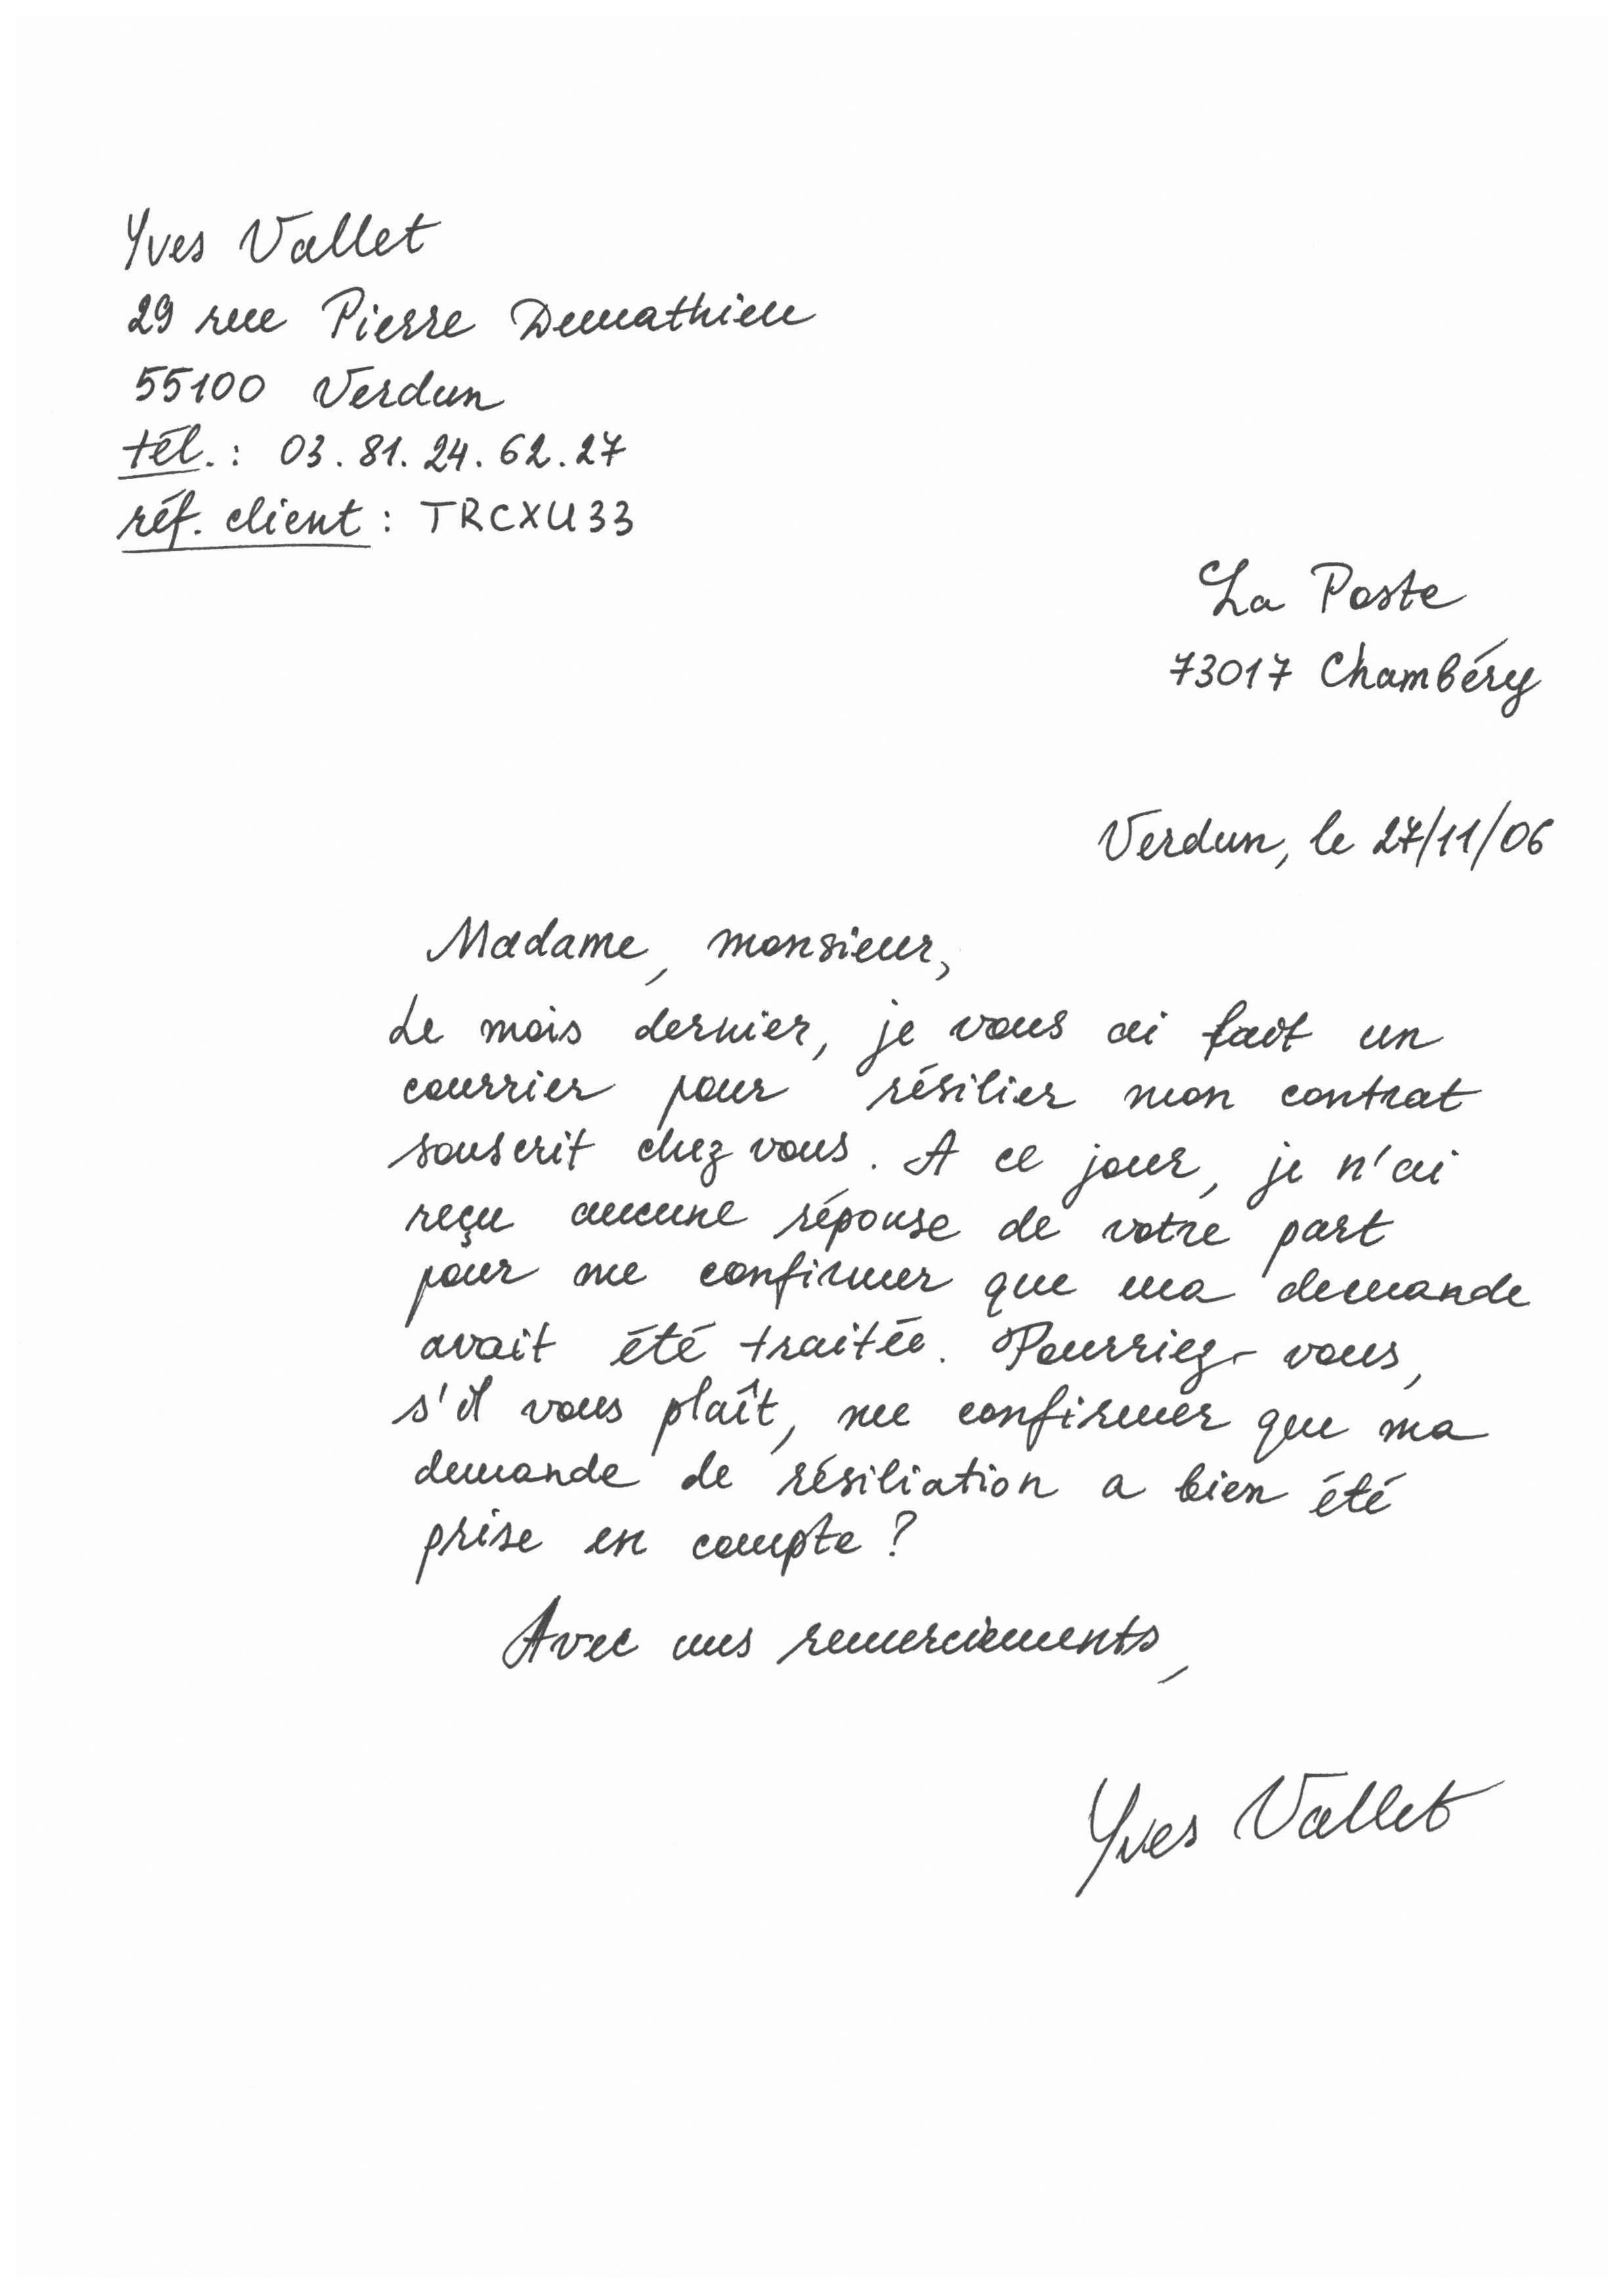 Yves Vallet
29 rue Pierre Demathieu
55100 Verdun
tél. : 03.81.24.62.27
réf. client : TRCXU33
La Poste
73017 Chambéry
Verdun, le 27/11/06
Madame, monsieur,
Le mois dernier, je vous ai fait un
courrier pour résilier mon contrat
souscrit chez vous. A ce jour, je n'ai
reçu aucune réponse de votre part
pour me confirmer que ma demande
avait été traitée. Pourriez-vous,
s'il vous plaît, me confirmer que ma
demande de résiliation a bien été
prise en compte ?
Avec mes remerciements,
Yves Vallet